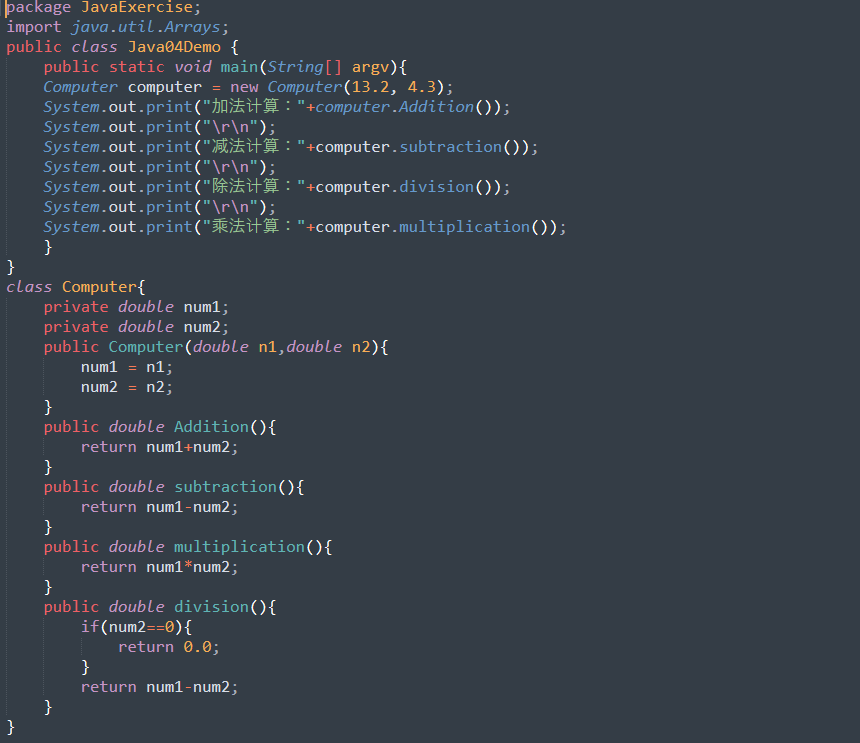 package JavaExercise;
import java.util.Arrays;
public class Java04Demo {
    public static void main(String[] argv){
    Computer computer = new Computer(13.2, 4.3);
    System.out.print("加法计算："+computer.Addition());
    System.out.print("\r\n");
    System.out.print("减法计算："+computer.subtraction());
    System.out.print("\r\n");
    System.out.print("除法计算："+computer.division());
    System.out.print("\r\n");
    System.out.print("乘法计算："+computer.multiplication());
    }
}
class Computer{
    private double num1;
    private double num2;
    public Computer(double n1,double n2){
        num1 = n1;
        num2 = n2;
    }
    public double Addition(){
        return num1+num2;
    }
    public double subtraction(){
        return num1-num2;
    }
    public double multiplication(){
        return num1*num2;
    }
    public double division(){
        if(num2==0){
            return 0.0;
        }
        return num1-num2;
    }
}